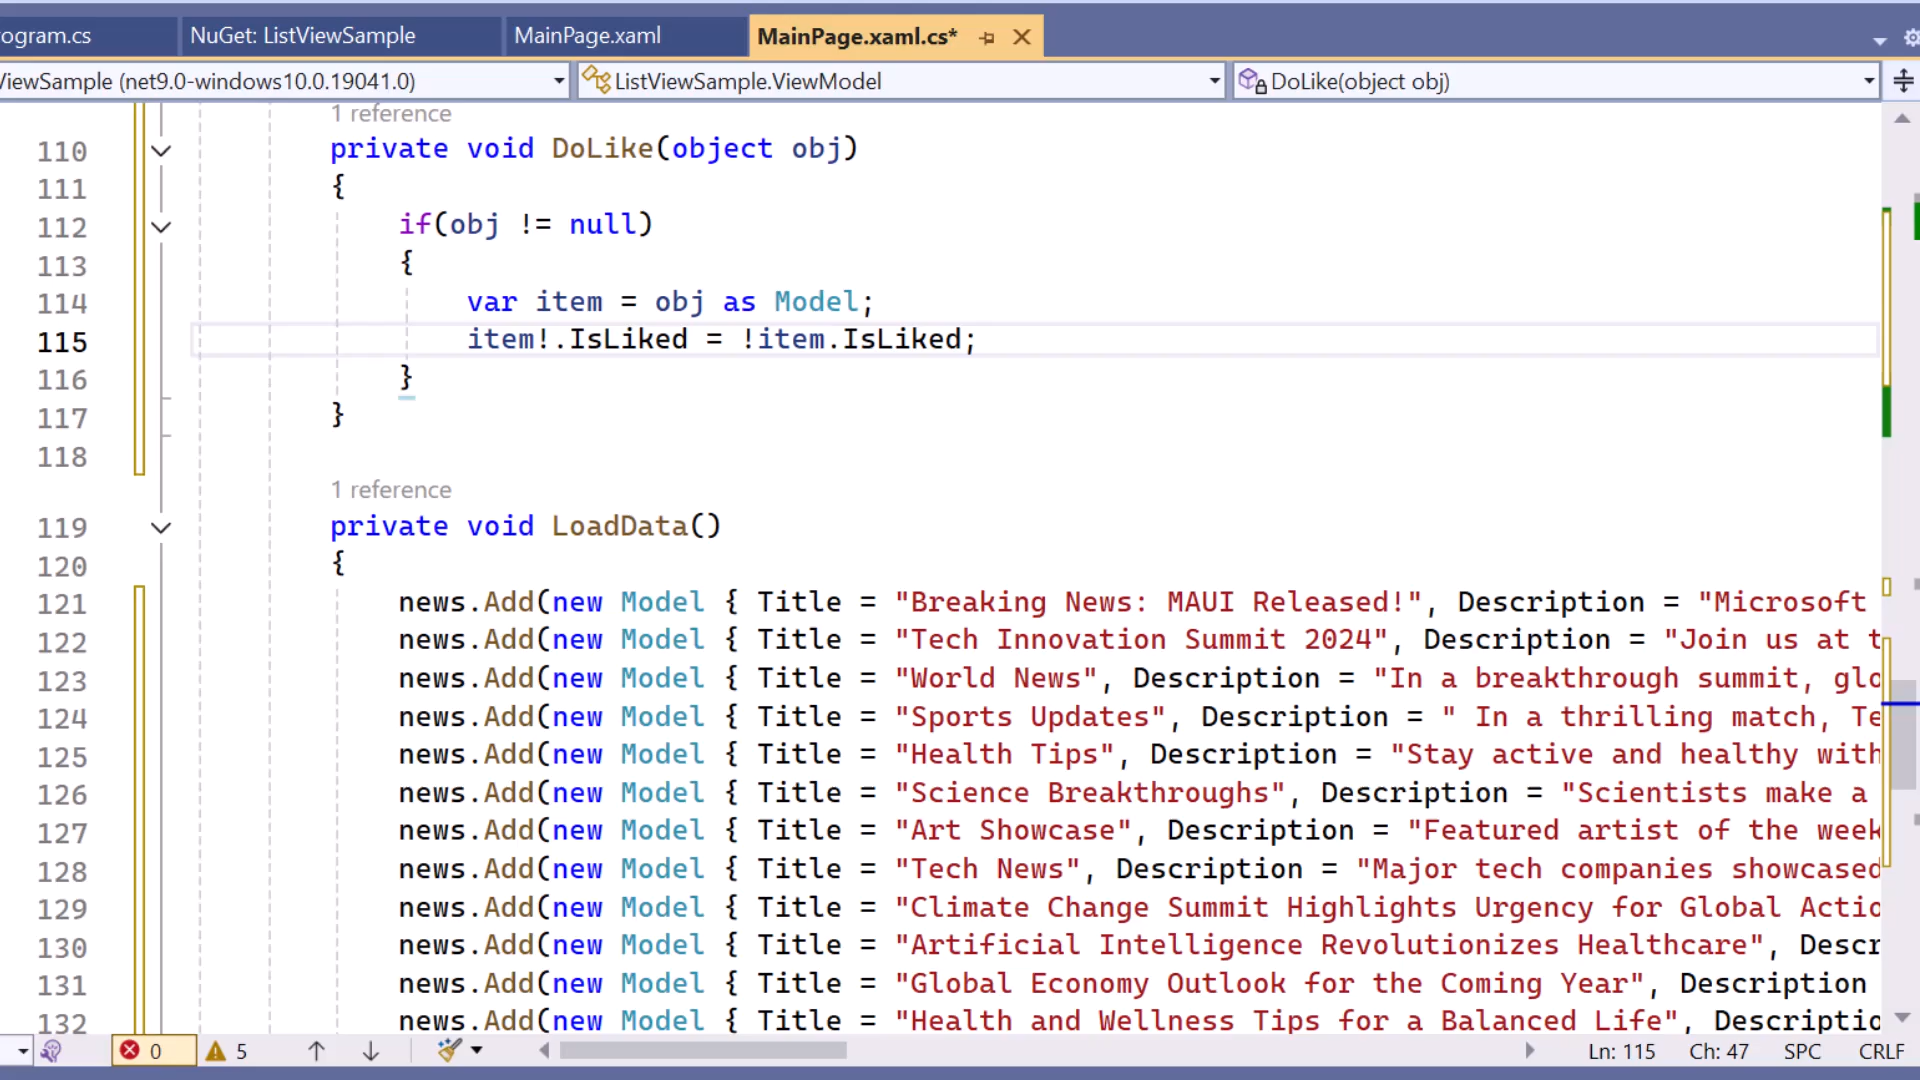 ogram.cs
NuGet: ListViewSample
MainPage.xaml
MainPage.xaml.cs*
ViewSample (net9.0-windows10.0.19041.0)
ListViewSample.ViewModel
DoLike(object obj)
1 reference
110 private void DoLike(object obj)
111 {
112 if(obj != null)
113 {
114 var item = obj as Model;
115 item!.IsLiked = !item.IsLiked;
116 }
117 }
118
1 reference
119 private void LoadData()
120 {
121 news.Add(new Model { Title = "Breaking News: MAUI Released!", Description = "Microsoft
122 news.Add(new Model { Title = "Tech Innovation Summit 2024", Description = "Join us at t
123 news.Add(new Model { Title = "World News", Description = "In a breakthrough summit, glo
124 news.Add(new Model { Title = "Sports Updates", Description = " In a thrilling match, Te
125 news.Add(new Model { Title = "Health Tips", Description = "Stay active and healthy with
126 news.Add(new Model { Title = "Science Breakthroughs", Description = "Scientists make a
127 news.Add(new Model { Title = "Art Showcase", Description = "Featured artist of the week
128 news.Add(new Model { Title = "Tech News", Description = "Major tech companies showcased
129 news.Add(new Model { Title = "Climate Change Summit Highlights Urgency for Global Actio
130 news.Add(new Model { Title = "Artificial Intelligence Revolutionizes Healthcare", Descr
131 news.Add(new Model { Title = "Global Economy Outlook for the Coming Year", Description
132 news.Add(new Model { Title = "Health and Wellness Tips for a Balanced Life", Descriptio
0
5
Ln: 115
Ch: 47
SPC
CRLF